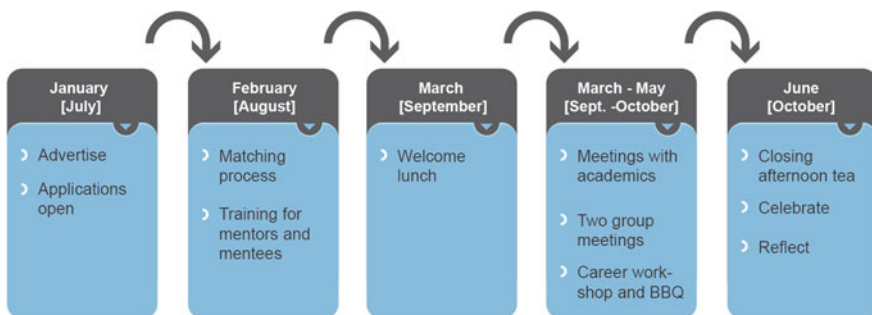 January
[July]
Advertise
Applications
open
February
[August]
Matching
process
Training for
mentors and
mentees
March
[September]
Welcome
lunch
March - May
[Sept. -October]
Meetings with
academics
Two group
meetings
Career work-
shop and BBQ
June
[October]
Closing
afternoon tea
Celebrate
Reflect